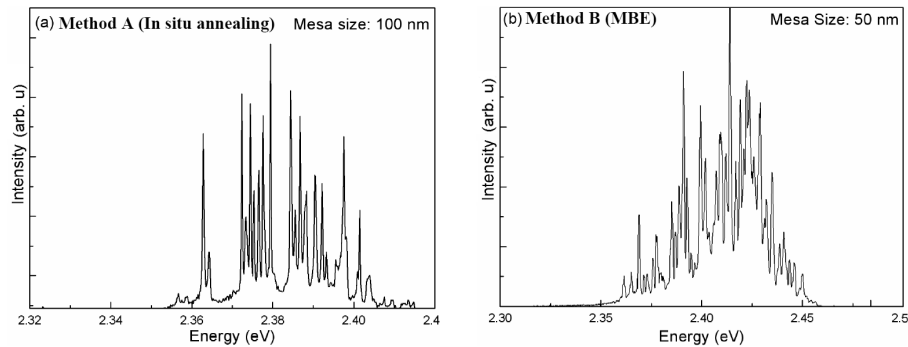 (a) Method A (In situ annealing) Mesa size: 100 nm
Intensity (arb. u)
2.32 2.34 2.36 2.38 2.40 2.4
Energy (eV)
(b) Method B (MBE) Mesa Size: 50 nm
Intensity (arb. u)
2.30 2.35 2.40 2.45 2.5
Energy (eV)